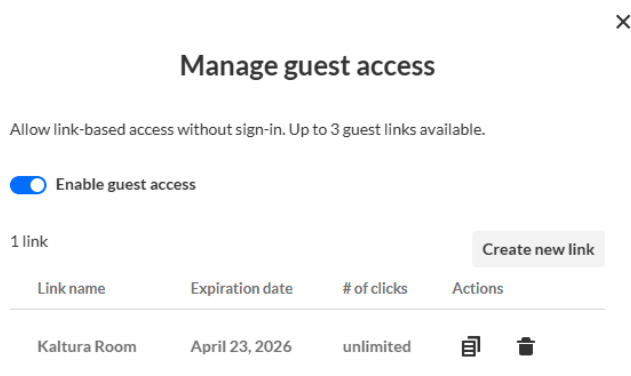 Manage guest access
Allow link-based access without sign-in. Up to 3 guest links available.
Enable guest access
1 link
Create new link
Link name Expiration date # of clicks Actions
Kaltura Room April 23, 2026 unlimited